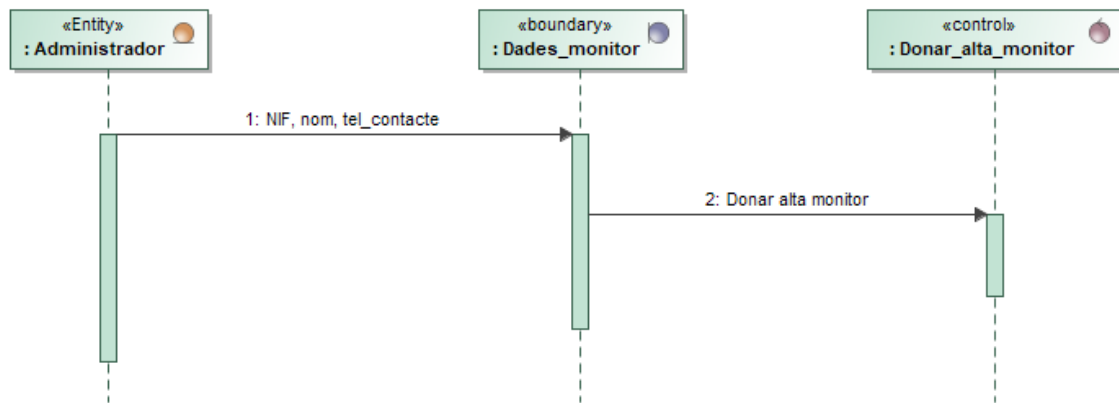 «Entity»
: Administrador
«boundary»
: Dades_monitor
«control»
: Donar_alta_monitor
1: NIF, nom, tel_contacte
2: Donar alta monitor